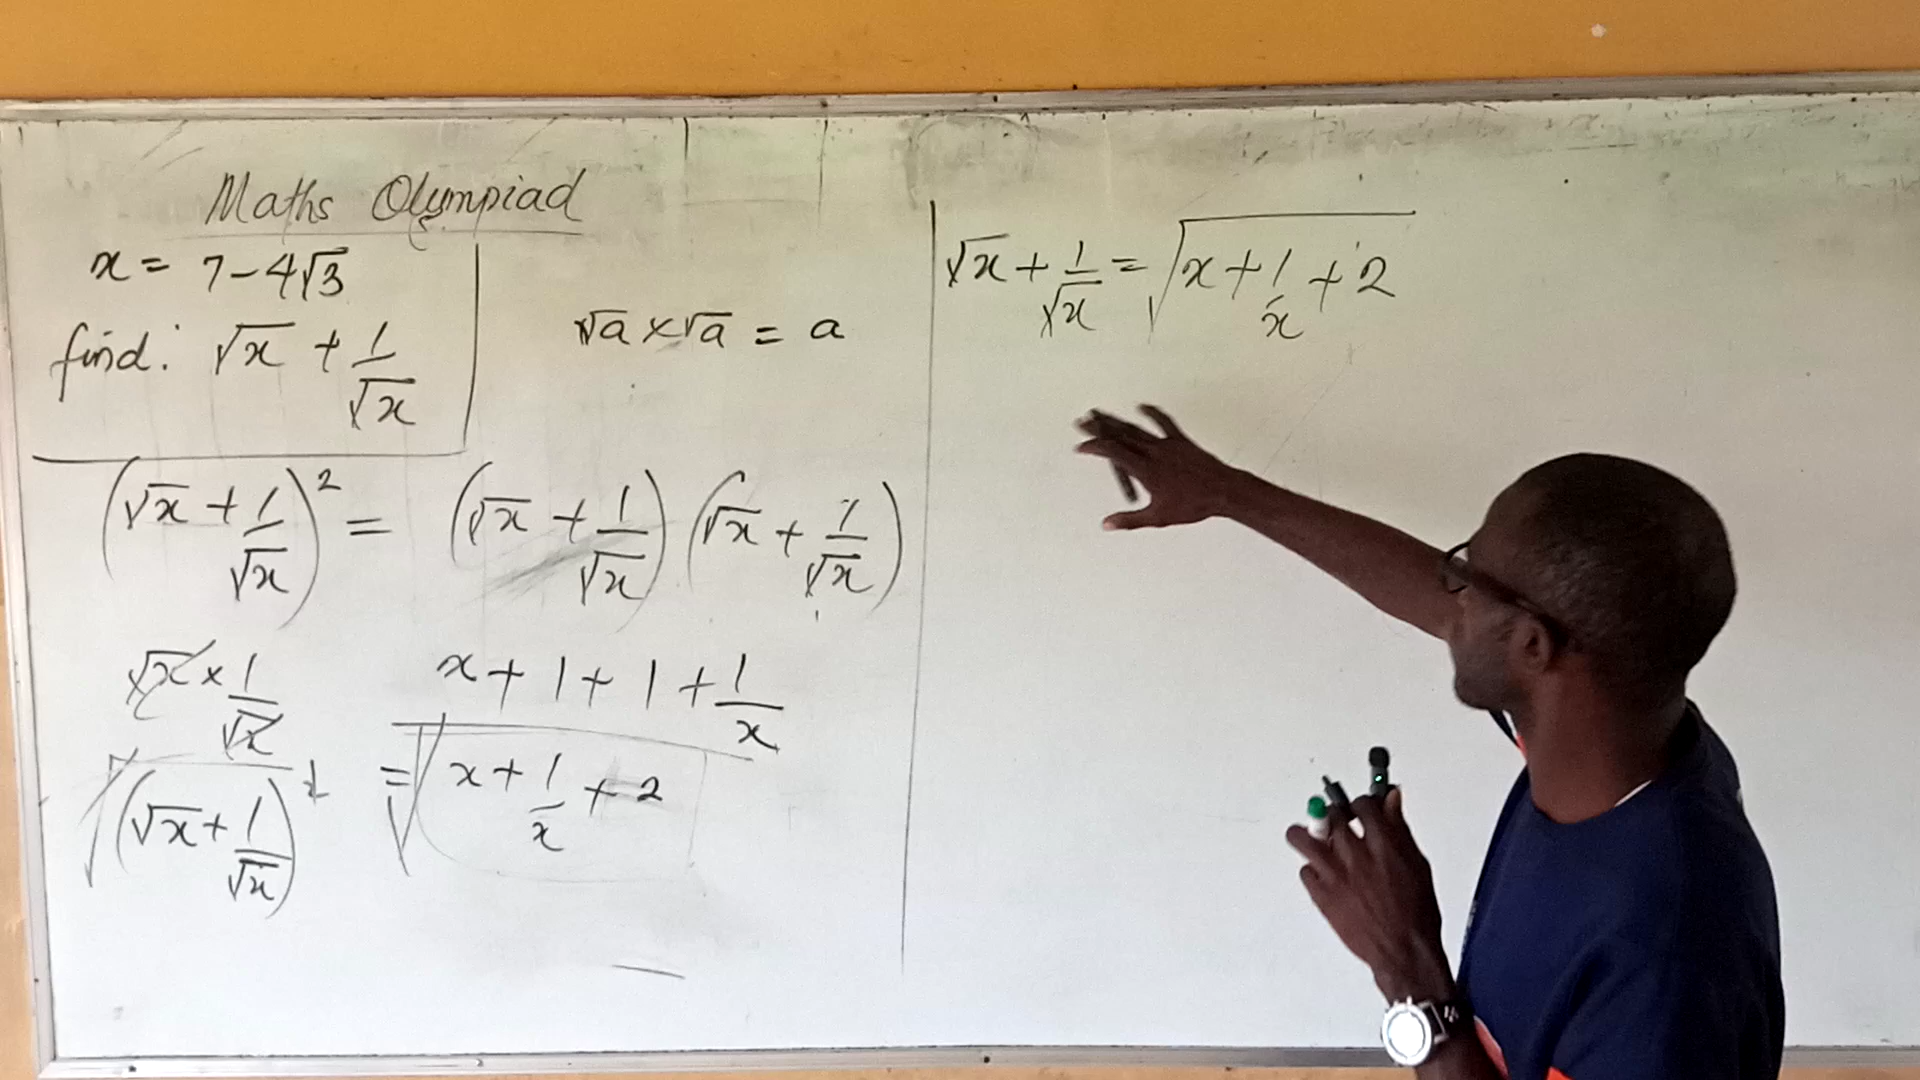 Maths Olympiad
x = 7 - 4√3
find: √x + 1/√x
√a × √a = a
(√x + 1/√x)² = (√x + 1/√x) (√x + 1/√x)
√x × 1/√x
x + 1 + 1 + 1/x
√(√x + 1/√x)² = √x + 1/x + 2
√x + 1/√x = √x + 1/x + 2